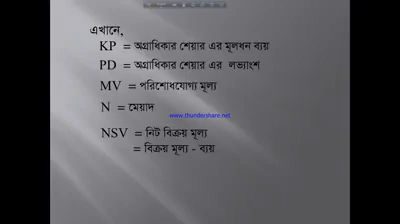 এখানে,
KP = অগ্রাধিকার শেয়ার এর মূলধন ব্যয়
PD = অগ্রাধিকার শেয়ার এর লভ্যাংশ
MV = পরিশোধযোগ্য মূল্য
N = মেয়াদ
www.thundershare.net
NSV = নিট বিক্রয় মূল্য
= বিক্রয় মূল্য - ব্যয়